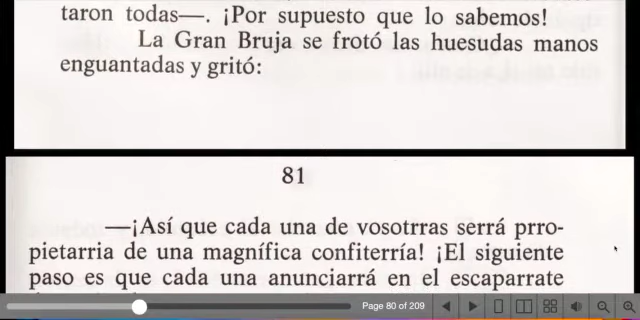 taron todas—. ¡Por supuesto que lo sabemos!
La Gran Bruja se frotó las huesudas manos
enguantadas y gritó:
81
—¡Así que cada una de vosotrras serrá prro-
pietarria de una magnífica confiterría! ¡El siguiente
paso es que cada una anunciarrá en el escaparrate
Page 80 of 209